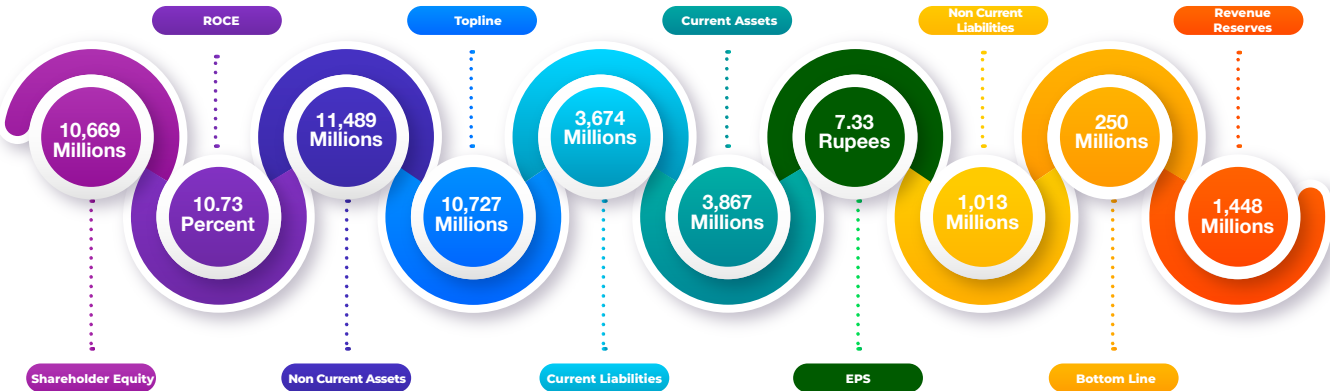 ROCE
Topline
Current Assets
Non Current
Liabilities
Revenue
Reserves
10,669
Millions
11,489
Millions
3,674
Millions
7.33
Rupees
250
Millions
10.73
Percent
10,727
Millions
3,867
Millions
1,013
Millions
1,448
Millions
Shareholder Equity
Non Current Assets
Current Liabilities
EPS
Bottom Line